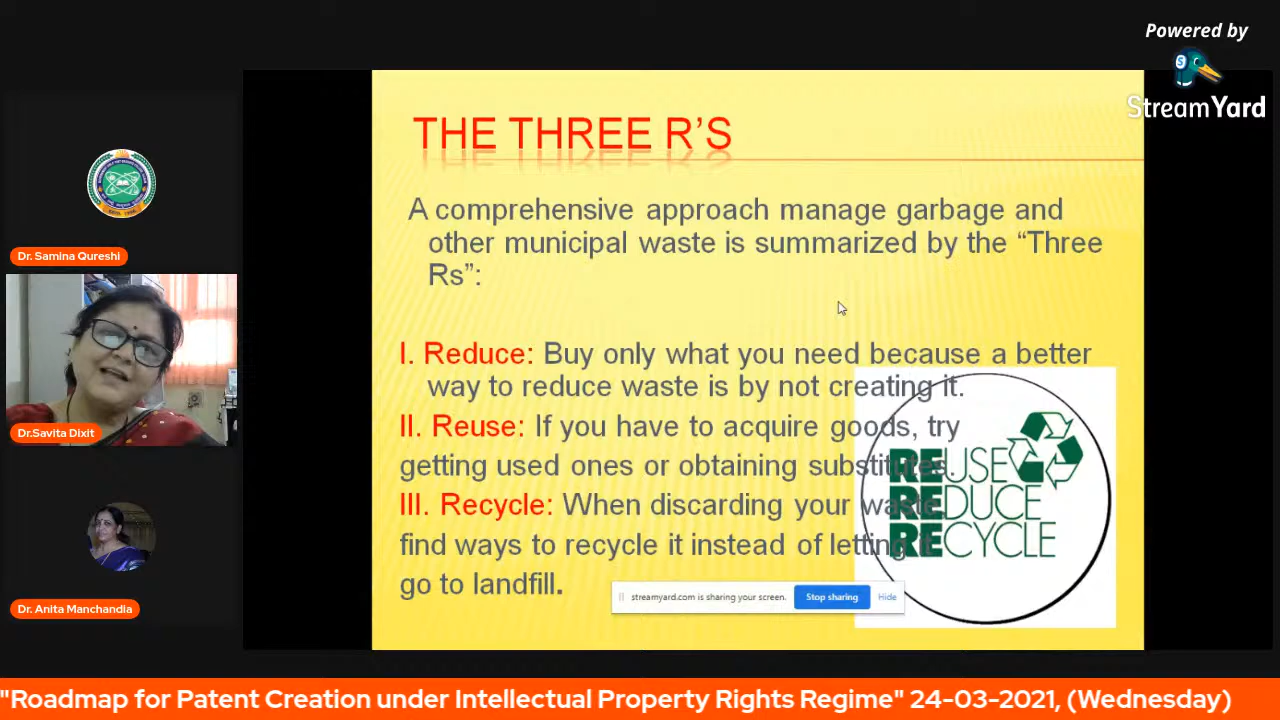 Powered by
StreamYard
THE THREE R’S
A comprehensive approach manage garbage and
other municipal waste is summarized by the “Three
Rs”:
I. Reduce: Buy only what you need because a better
way to reduce waste is by not creating it.
II. Reuse: If you have to acquire goods, try
getting used ones or obtaining substitutes.
III. Recycle: When discarding your waste,
find ways to recycle it instead of letting it
go to landfill.
REUSE
REDUCE
RECYCLE
streamyard.com is sharing your screen.
Stop sharing
Hide
Dr. Samina Qureshi
Dr.Savita Dixit
Dr. Anita Manchandia
"Roadmap for Patent Creation under Intellectual Property Rights Regime" 24-03-2021, (Wednesday)